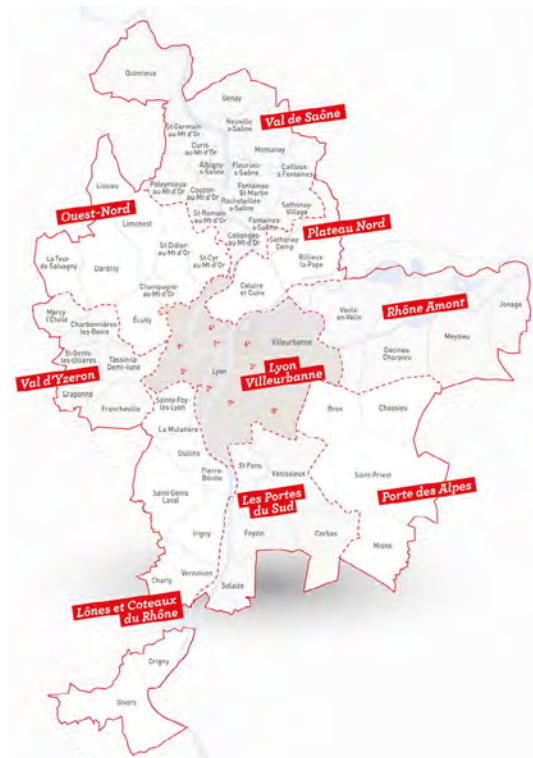 Quincieux
Genay
Val de Saône
Neuville
s-Saône
St-Germain
au-Mt d'Or
Curis
au-Mt d'Or
Montanay
Albigny
s-Saône
Fleurieu
s-Saône
Cailloux
s.Fontaines
Lissieu
Poleymieux
au-Mt d'Or
Couzon
au-Mt d'Or
Fontaines
St-Martin
Rochetaillée
s-Saône
Sathonay
Village
Ouest-Nord
St-Romain
au-Mt d'Or
Fontaines
s-Saône
Limonest
Plateau Nord
Collonges
au-Mt d'Or
Sathonay
Camp
St-Didier
au-Mt d'Or
St-Cyr
au-Mt d'Or
Rillieux
la-Pape
La Tour
de Salvagny
Dardilly
Champagne
au-Mt d'Or
Caluire
et Cuire
Rhône Amont
Jonage
Marcy
l'Étoile
Charbonnières
les-Bains
Écully
Vaulx
en-Velin
Meyzieu
Villeurbanne
Décines
Charpieu
St-Genis
les-Ollières
Tassin-la
Demi-lune
Lyon
Lyon
Villeurbanne
Val d'Yzeron
Craponne
Francheville
Sainte-Foy
lès-Lyon
Bron
Chassieu
La Mulatière
Oullins
Pierre-
Bénite
St-Fons
Vénissieux
Saint-Priest
Saint-Genis
Laval
Les Portes
du Sud
Porte des Alpes
Irigny
Feyzin
Corbas
Mions
Charly
Vernaison
Solaize
Lônes et Coteaux
du Rhône
Grigny
Givors